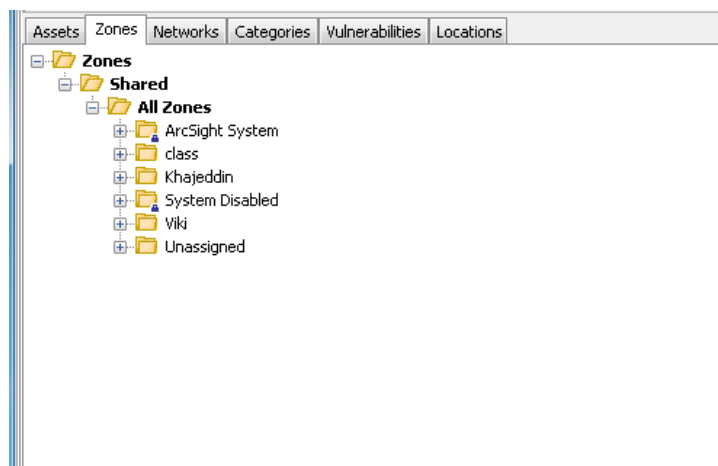 Assets Zones Networks Categories Vulnerabilities Locations
Zones
Shared
All Zones
ArcSight System
class
Khajeddin
System Disabled
Viki
Unassigned